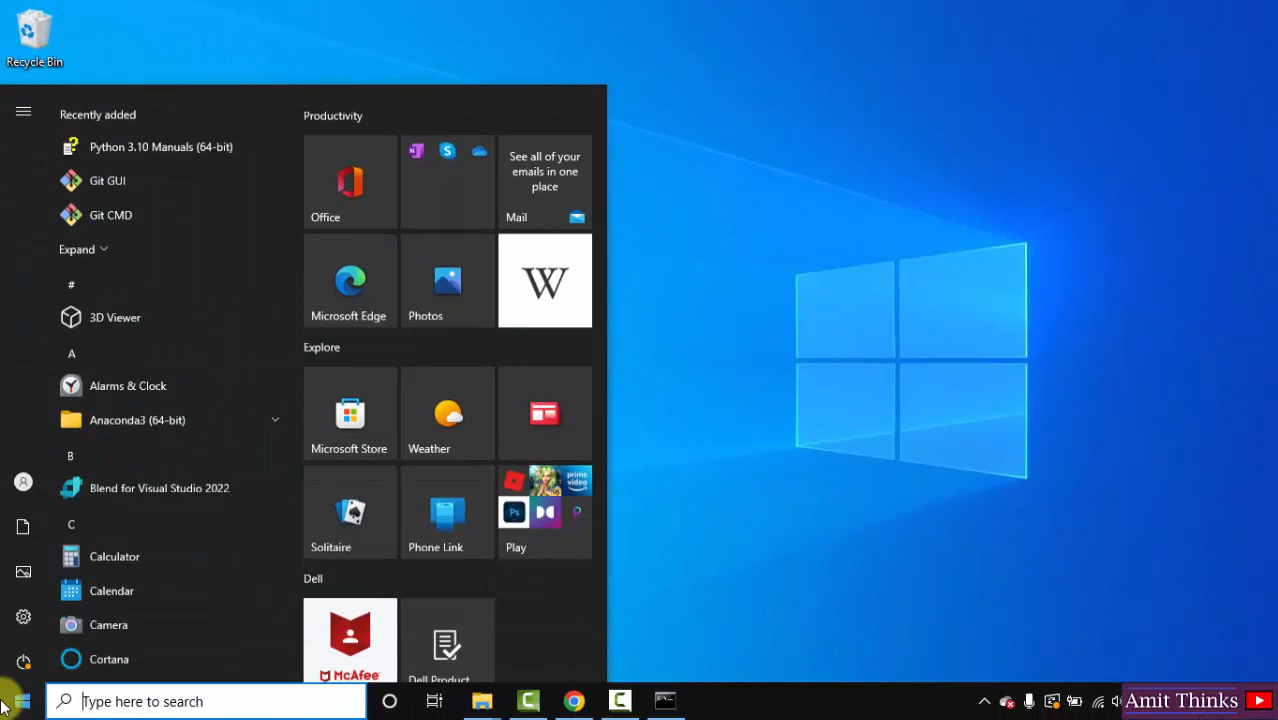 Recycle Bin
Recently added
Python 3.10 Manuals (64-bit)
Git GUI
Git CMD
Expand
#
3D Viewer
A
Alarms & Clock
Anaconda3 (64-bit)
B
Blend for Visual Studio 2022
C
Calculator
Calendar
Camera
Cortana
Productivity
Office
See all of your
emails in one
place
Mail
Microsoft Edge
Photos
W
Explore
Microsoft Store
Weather
Solitaire
Phone Link
prime
video
Ps
Play
Dell
McAfee
Dell Product
Type here to search
Amit Thinks